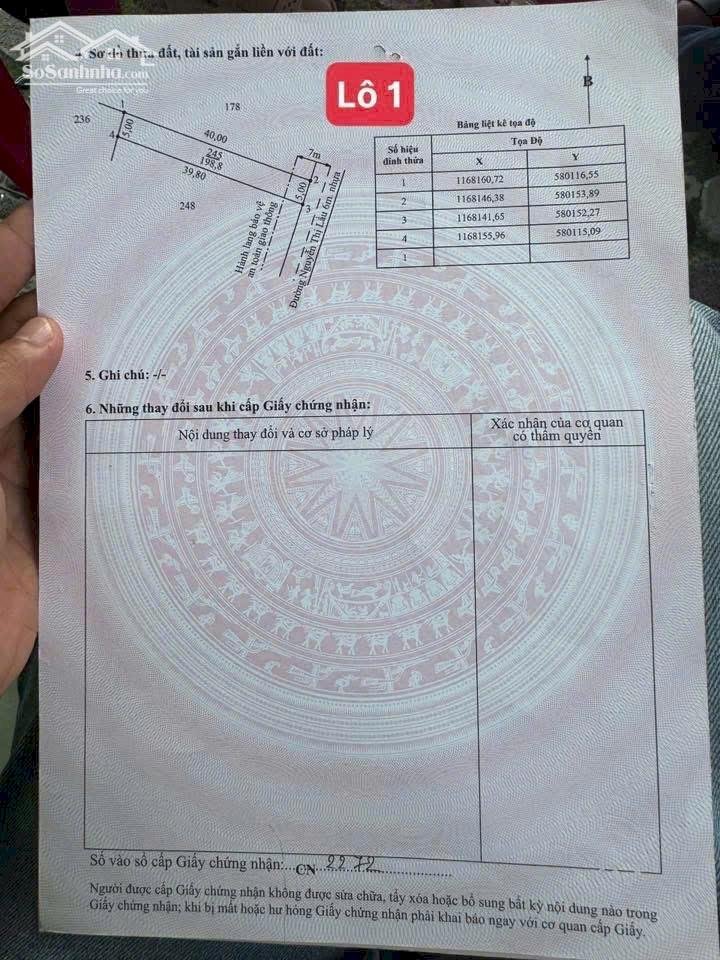 4. Sơ đồ thửa đất, tài sản gắn liền với đất:
SoSanhnha.com
Great choice for you
Lô 1
B
236
178
1
4
5,00
40,00
245
198,8
39,80
248
7m
2
5,00
3
Hành lang bảo vệ
an toàn giao thông
Đường Nguyễn Thị Lầu 6m nhựa
Bảng liệt kê tọa độ
Số hiệu đỉnh thửa
Tọa Độ
X
Y
1 1168160,72 580116,55
2 1168146,38 580153,89
3 1168141,65 580152,27
4 1168155,96 580115,09
1
5. Ghi chú: -/-
6. Những thay đổi sau khi cấp Giấy chứng nhận:
Nội dung thay đổi và cơ sở pháp lý
Xác nhận của cơ quan
có thẩm quyền
Số vào sổ cấp Giấy chứng nhận:....CN..2272....................
Người được cấp Giấy chứng nhận không được sửa chữa, tẩy xóa hoặc bổ sung bất kỳ nội dung nào trong
Giấy chứng nhận; khi bị mất hoặc hư hỏng Giấy chứng nhận phải khai báo ngay với cơ quan cấp Giấy.